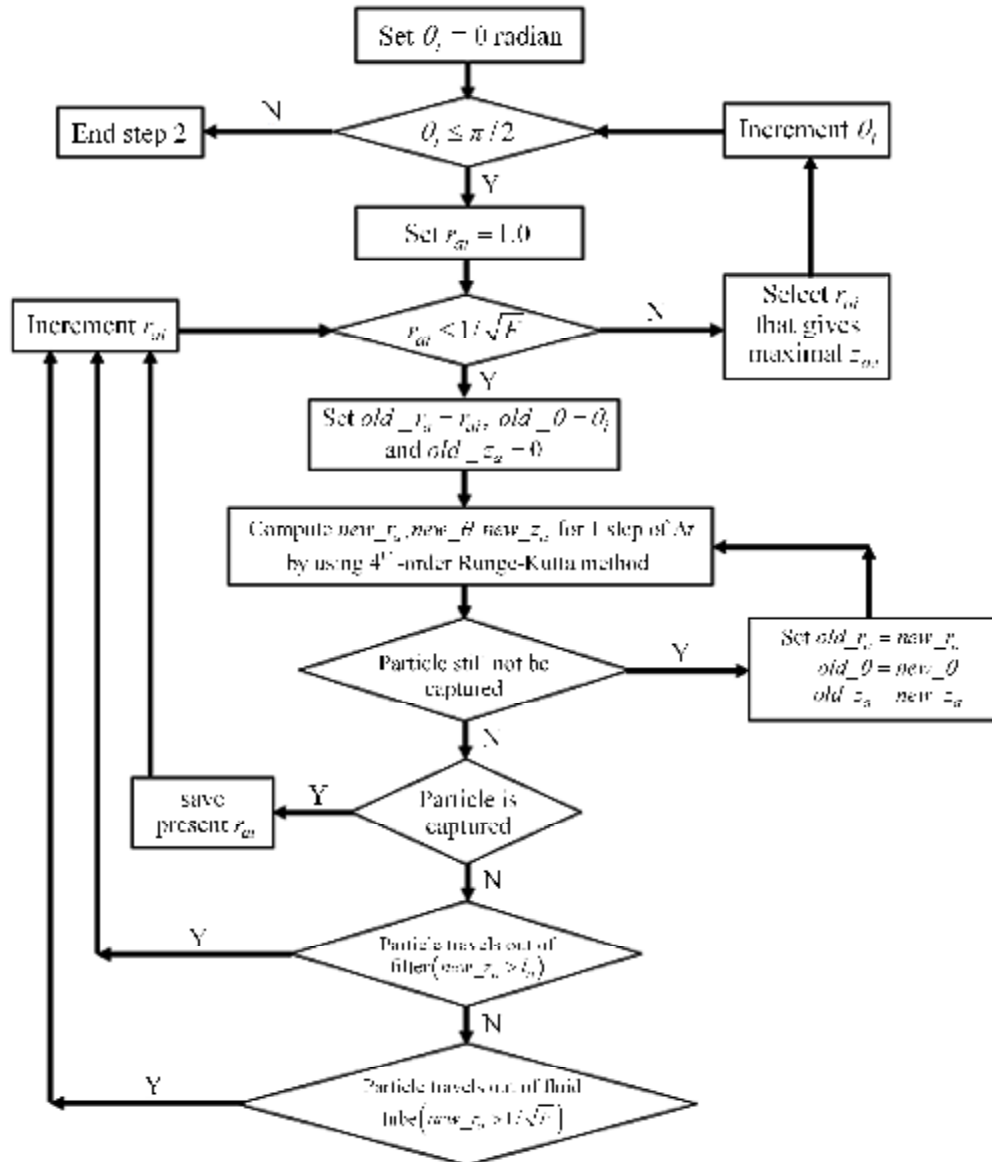 Set θᵢ = 0 radian
N
End step 2
θᵢ ≤ π/2
Increment θᵢ
Y
Set rₐᵢ = 1.0
Increment rₐᵢ
rₐᵢ < 1/√F
N
Select rₐᵢ
that gives
maximal
Y
Set old_rₐ = rₐᵢ, old_θ = θᵢ
and old_zₐ = 0
Compute new_rₐ, new_θ new_zₐ for 1 step of Δτ
by using 4th-order Runge-Kutta method
Particle still not be
captured
Y
Set old_rₐ = new_rₐ
old_θ = new_θ
old_zₐ = new_zₐ
N
save
present rₐᵢ
Y
Particle is
captured
N
Y
Particle travels out of
filter (new_zₐ > Lₐ)
N
Y
Particle travels out of fluid
tube (new_rₐ > 1/√F)